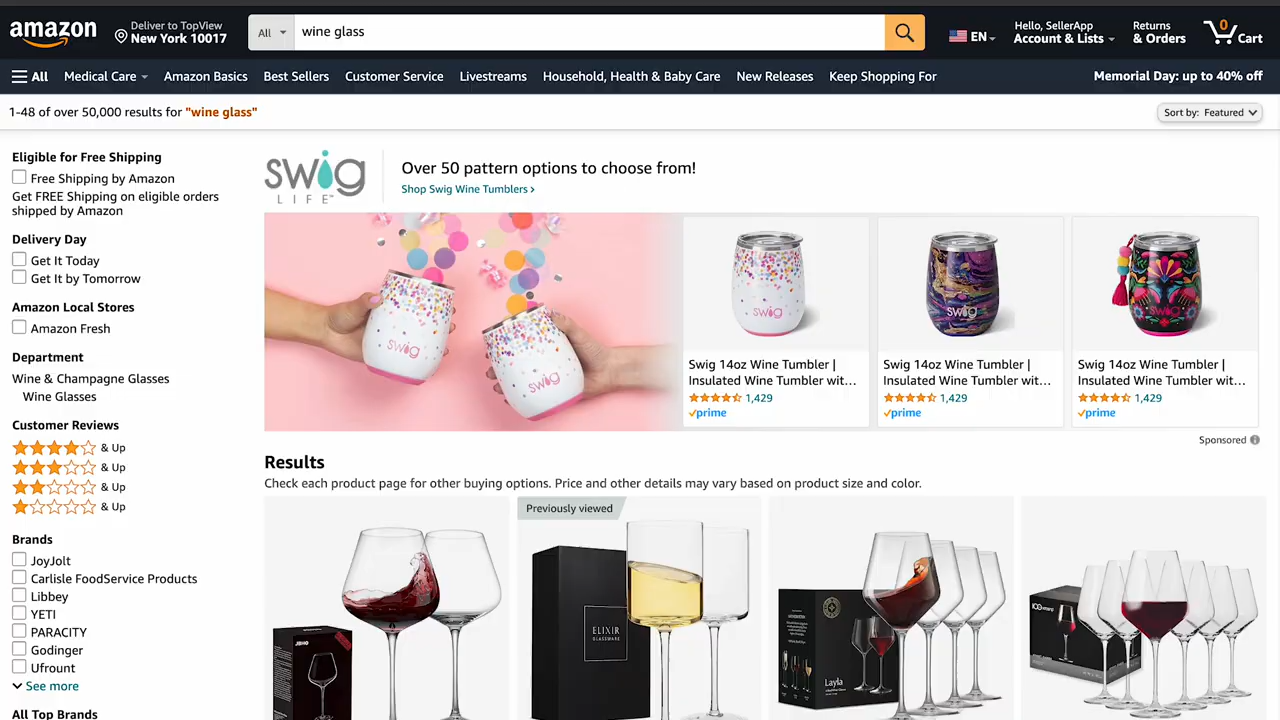 amazon
Deliver to TopView
New York 10017
All
wine glass
EN
Hello, SellerApp
Account & Lists
Returns
& Orders
0
Cart
All
Medical Care
Amazon Basics
Best Sellers
Customer Service
Livestreams
Household, Health & Baby Care
New Releases
Keep Shopping For
Memorial Day: up to 40% off
1-48 of over 50,000 results for "wine glass"
Sort by: Featured
Eligible for Free Shipping
Free Shipping by Amazon
Get FREE Shipping on eligible orders
shipped by Amazon
Delivery Day
Get It Today
Get It by Tomorrow
Amazon Local Stores
Amazon Fresh
Department
Wine & Champagne Glasses
Wine Glasses
Customer Reviews
& Up
& Up
& Up
& Up
Brands
JoyJolt
Carlisle FoodService Products
Libbey
YETI
PARACITY
Godinger
Ufrount
See more
All Top Brands
swig
LIFE™
Over 50 pattern options to choose from!
Shop Swig Wine Tumblers ›
swig
swig
swig
Swig 14oz Wine Tumbler |
Insulated Wine Tumbler wit...
1,429
prime
swig
Swig 14oz Wine Tumbler |
Insulated Wine Tumbler wit...
1,429
prime
swig
Swig 14oz Wine Tumbler |
Insulated Wine Tumbler wit...
1,429
prime
Sponsored
Results
Check each product page for other buying options. Price and other details may vary based on product size and color.
Previously viewed
ELIXIR
GLASSWARE
Layla